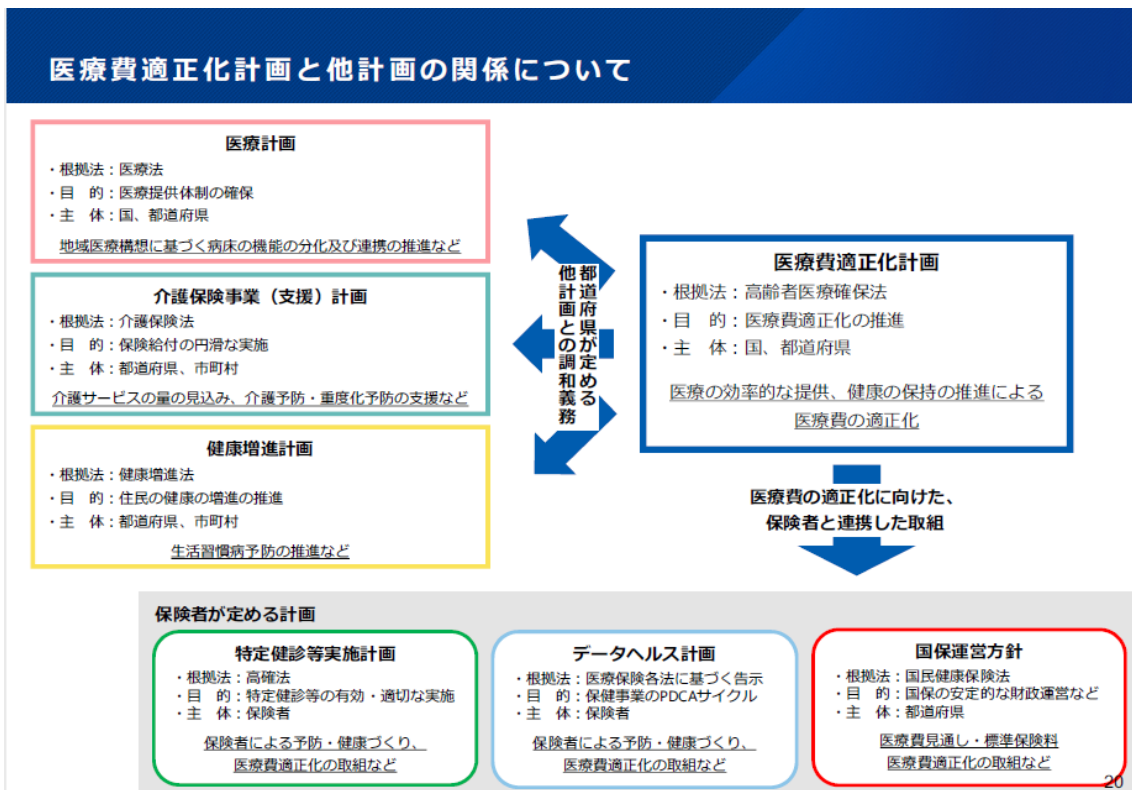 医療費適正化計画と他計画の関係について
医療計画
・根拠法：医療法
・目　的：医療提供体制の確保
・主　体：国、都道府県
地域医療構想に基づく病床の機能の分化及び連携の推進など
介護保険事業（支援）計画
・根拠法：介護保険法
・目　的：保険給付の円滑な実施
・主　体：都道府県、市町村
介護サービスの量の見込み、介護予防・重度化予防の支援など
健康増進計画
・根拠法：健康増進法
・目　的：住民の健康の増進の推進
・主　体：都道府県、市町村
生活習慣病予防の推進など
都道府県が定める
他計画との調和義務
医療費適正化計画
・根拠法：高齢者医療確保法
・目　的：医療費適正化の推進
・主　体：国、都道府県
医療の効率的な提供、健康の保持の推進による
医療費の適正化
医療費の適正化に向けた、
保険者と連携した取組
保険者が定める計画
特定健診等実施計画
・根拠法：高確法
・目　的：特定健診等の有効・適切な実施
・主　体：保険者
保険者による予防・健康づくり、
医療費適正化の取組など
データヘルス計画
・根拠法：医療保険各法に基づく告示
・目　的：保健事業のPDCAサイクル
・主　体：保険者
保険者による予防・健康づくり、
医療費適正化の取組など
国保運営方針
・根拠法：国民健康保険法
・目　的：国保の安定的な財政運営など
・主　体：都道府県
医療費見通し・標準保険料
医療費適正化の取組など
20